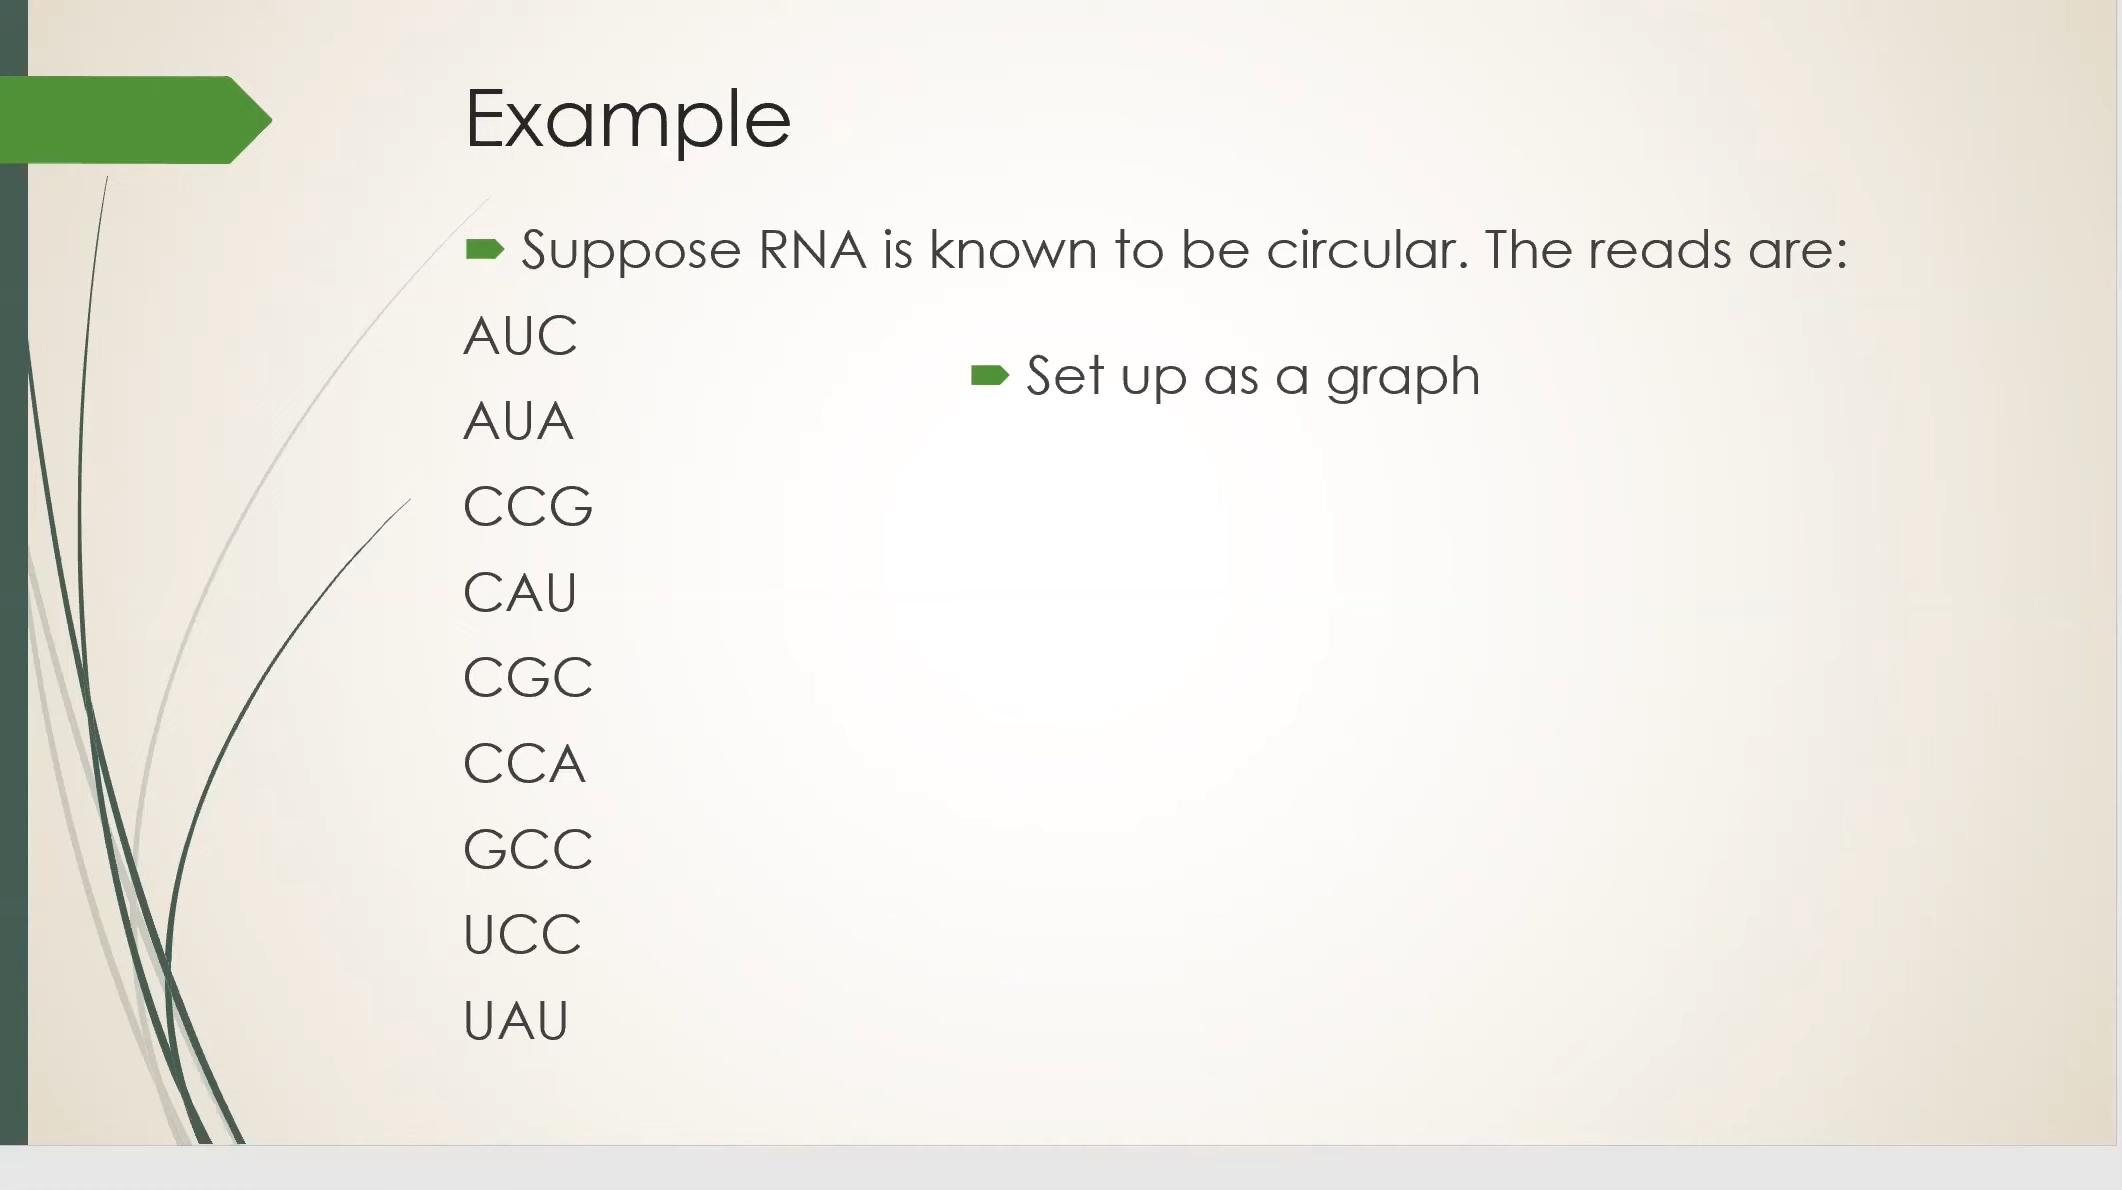 Example
Suppose RNA is known to be circular. The reads are:
AUC
Set up as a graph
AUA
CCG
CAU
CGC
CCA
GCC
UCC
UAU